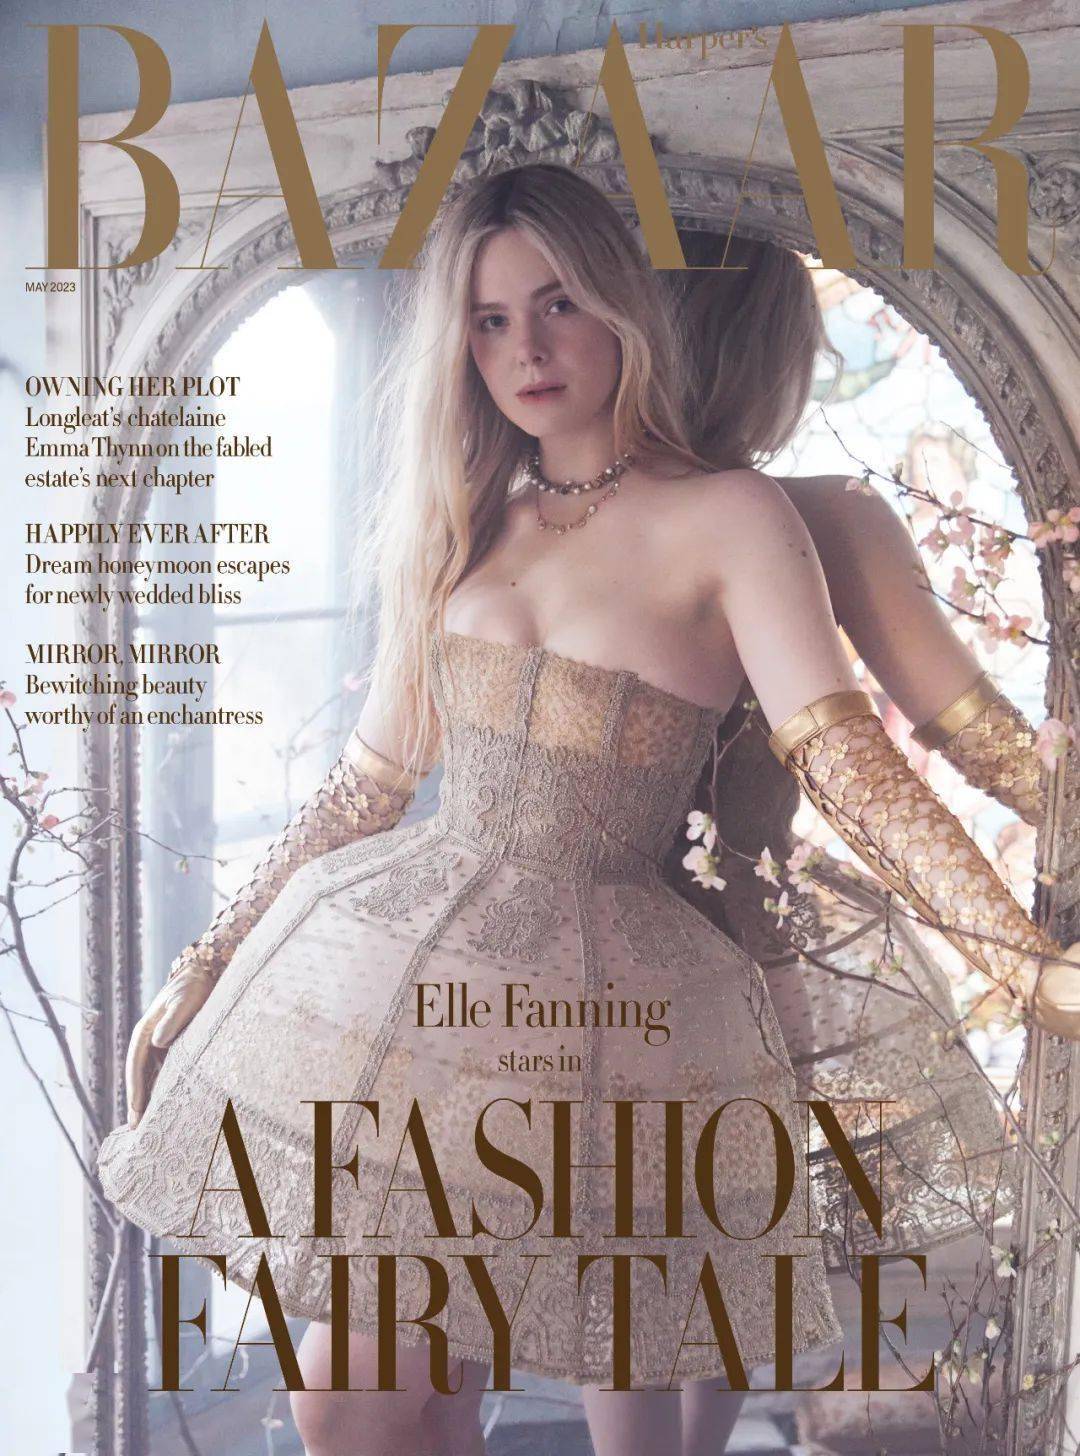 Harper's
BAZAAR
MAY 2023
OWNING HER PLOT
Longleat's chatelaine
Emma Thynn on the fabled
estate's next chapter
HAPPILY EVER AFTER
Dream honeymoon escapes
for newly wedded bliss
MIRROR, MIRROR
Bewitching beauty
worthy of an enchantress
Elle Fanning
stars in
A FASHION
FAIRY TALE